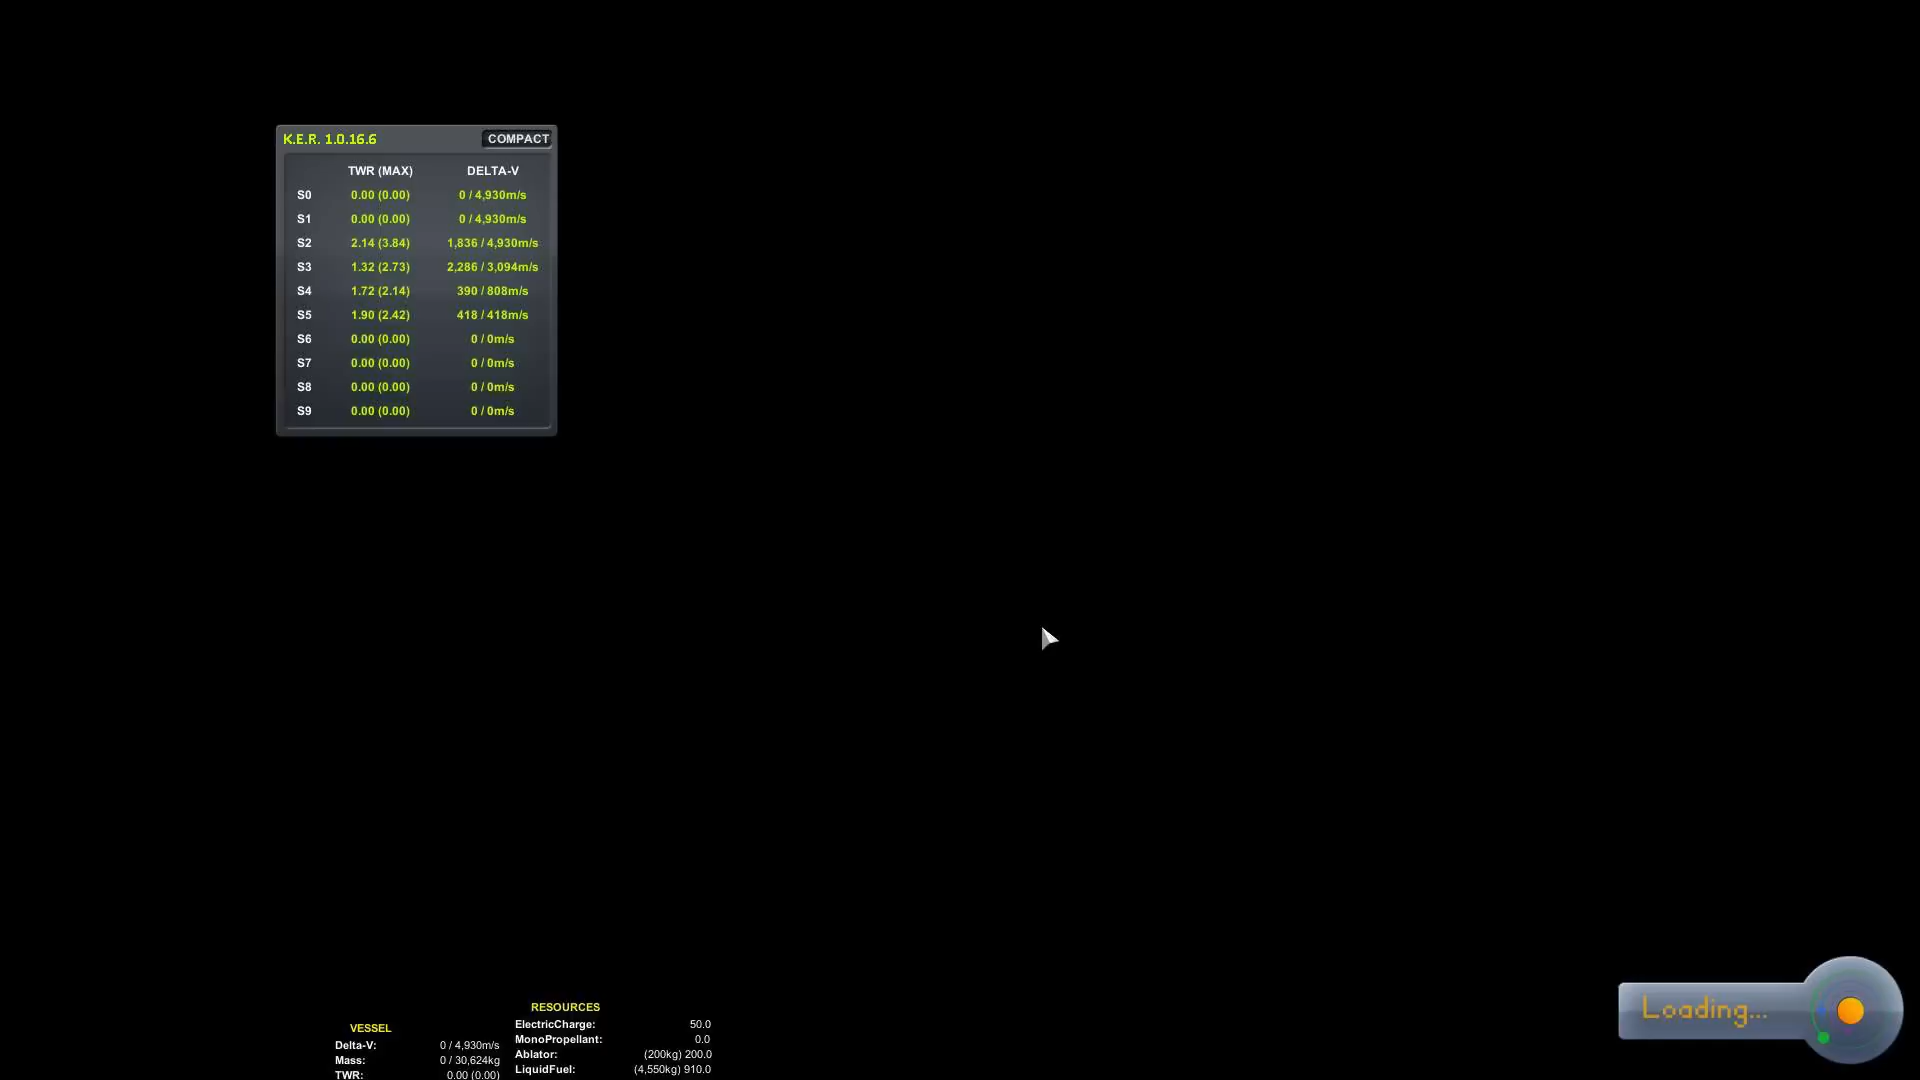 K.E.R. 1.0.16.6 COMPACT
TWR (MAX) DELTA-V
S0 0.00 (0.00) 0 / 4,930m/s
S1 0.00 (0.00) 0 / 4,930m/s
S2 2.14 (3.84) 1,836 / 4,930m/s
S3 1.32 (2.73) 2,286 / 3,094m/s
S4 1.72 (2.14) 390 / 808m/s
S5 1.90 (2.42) 418 / 418m/s
S6 0.00 (0.00) 0 / 0m/s
S7 0.00 (0.00) 0 / 0m/s
S8 0.00 (0.00) 0 / 0m/s
S9 0.00 (0.00) 0 / 0m/s
VESSEL
Delta-V: 0 / 4,930m/s
Mass: 0 / 30,624kg
TWR: 0.00 (0.00)
RESOURCES
ElectricCharge: 50.0
MonoPropellant: 0.0
Ablator: (200kg) 200.0
LiquidFuel: (4,550kg) 910.0
Loading...